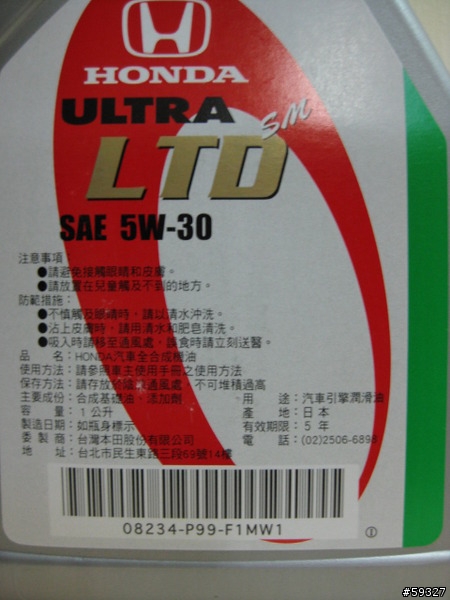 HONDA
ULTRA
LTD SM
SAE 5W-30
注意事項：
●請避免接觸眼睛和皮膚。
●請放置在兒童觸及不到的地方。
防範措施：
●不慎觸及眼睛時，請以清水沖洗。
●沾上皮膚時，請用清水和肥皂清洗。
●吸入時請移至通風處，誤食時請立刻送醫。
品　　名：HONDA汽車全合成機油
使用方法：請參照車主使用手冊之使用方法
保存方法：請存放於陰涼通風處，不可堆積過高
主要成份：合成基礎油，添加劑　用　　途：汽車引擎潤滑油
容　　量：1 公升　產　　地：日本
製造日期：如瓶身標示　有效期限：5 年
委 製 商：台灣本田股份有限公司　電　　話：(02)2506-6898
地　　址：台北市民生東路三段69號14樓
08234-P99-F1MW1
#59327